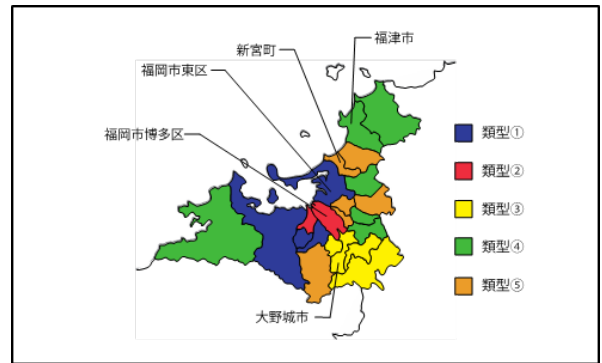 福津市
新宮町
福岡市東区
福岡市博多区
大野城市
類型①
類型②
類型③
類型④
類型⑤